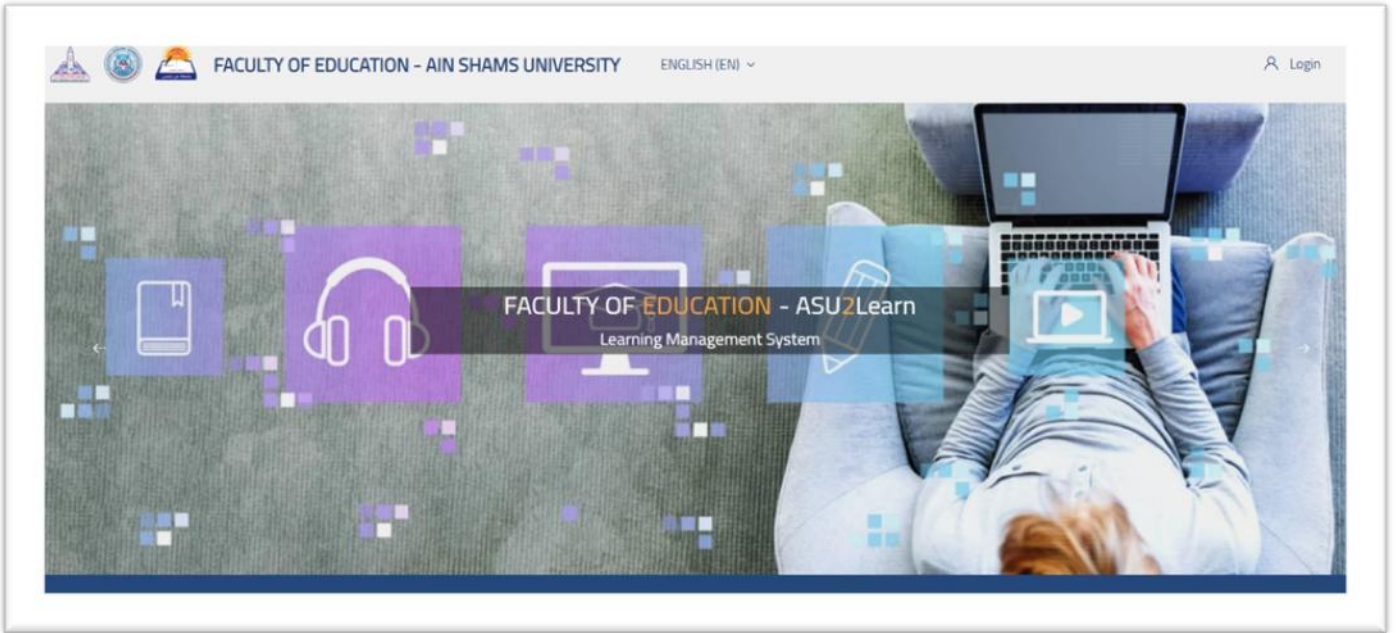 FACULTY OF EDUCATION - AIN SHAMS UNIVERSITY
ENGLISH (EN)
Login
FACULTY OF EDUCATION - ASU2Learn
Learning Management System